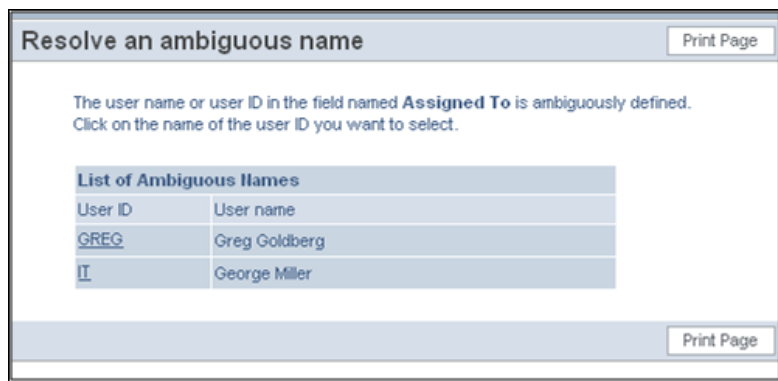 Resolve an ambiguous name
Print Page
The user name or user ID in the field named Assigned To is ambiguously defined.
Click on the name of the user ID you want to select.
List of Ambiguous Names
User ID User name
GREG Greg Goldberg
IT George Miller
Print Page